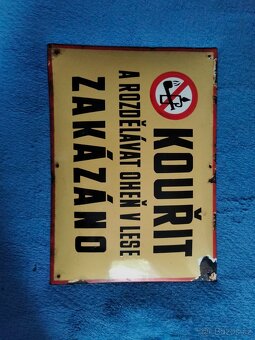 KOUŘIT
A ROZDĚLÁVAT OHEŇ V LESE
ZAKÁZÁNO